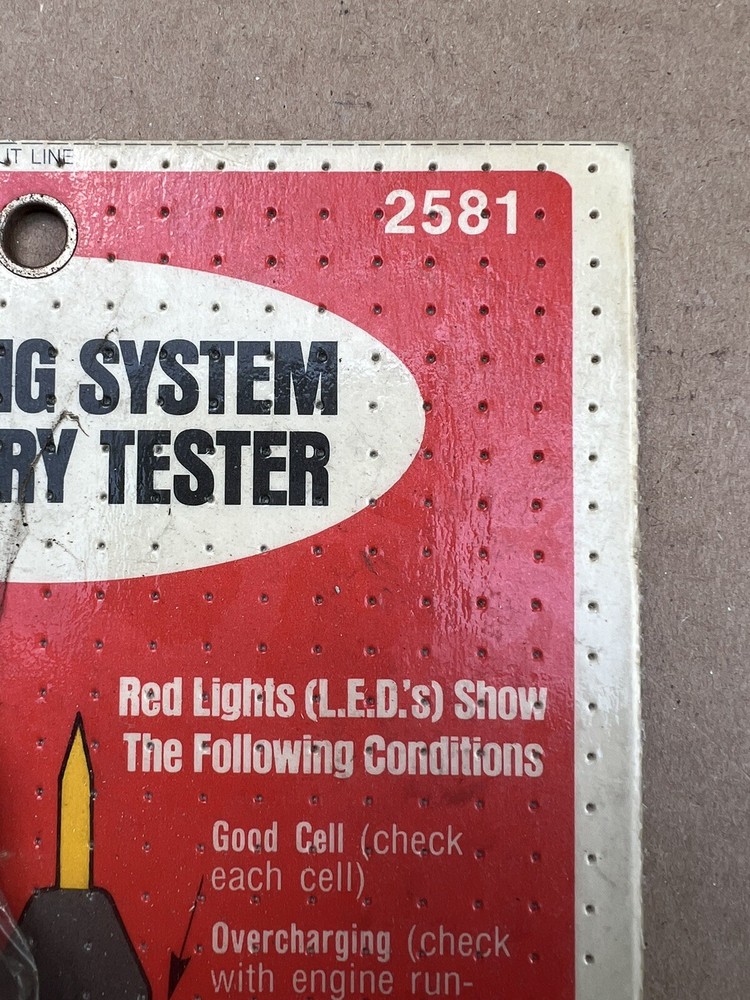 IT LINE
2581
NG SYSTEM
RY TESTER
Red Lights (L.E.D.'s) Show
The Following Conditions
Good Cell (check
each cell)
Overcharging (check
with engine run-